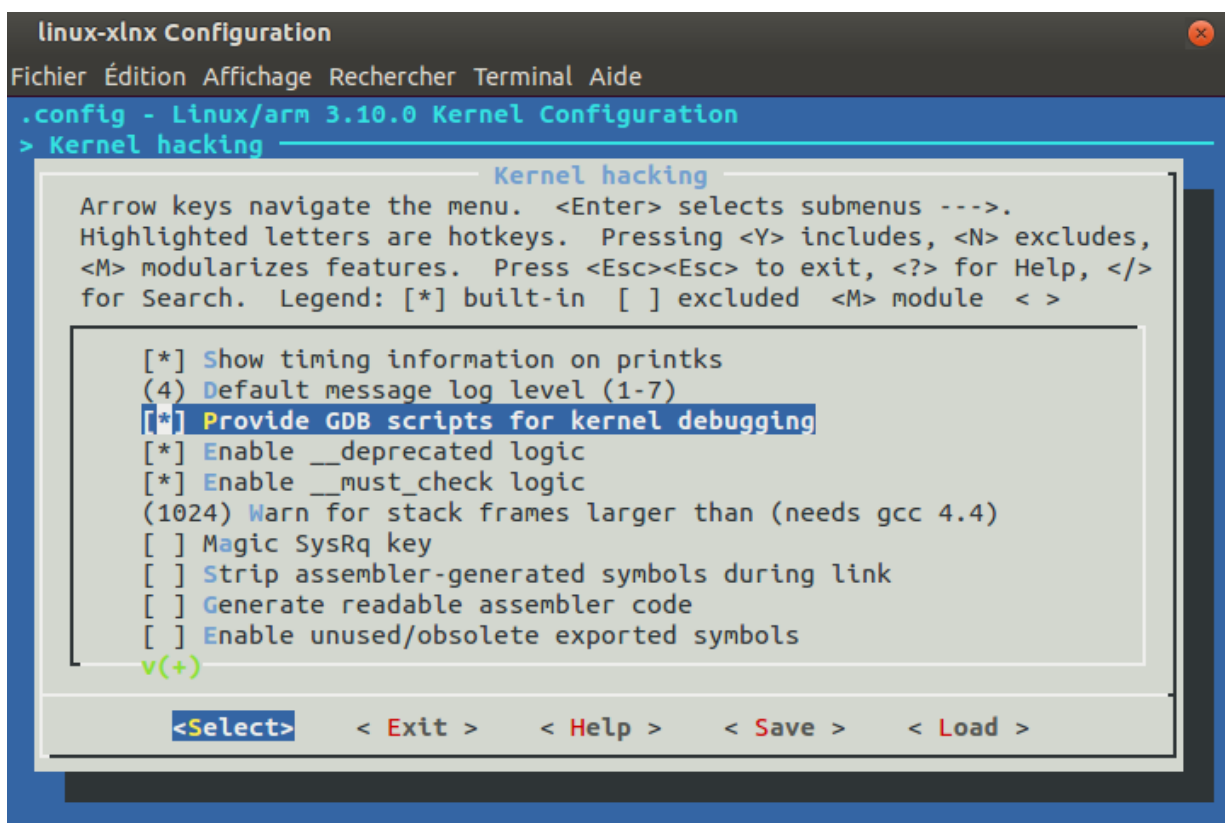 linux-xlnx Configuration
Fichier Édition Affichage Rechercher Terminal Aide
.config - Linux/arm 3.10.0 Kernel Configuration
> Kernel hacking
Kernel hacking
Arrow keys navigate the menu.  <Enter> selects submenus --->.
Highlighted letters are hotkeys.  Pressing <Y> includes, <N> excludes,
<M> modularizes features.  Press <Esc><Esc> to exit, <?> for Help, </>
for Search.  Legend: [*] built-in  [ ] excluded  <M> module  < >
[*] Show timing information on printks
(4) Default message log level (1-7)
[*] Provide GDB scripts for kernel debugging
[*] Enable __deprecated logic
[*] Enable __must_check logic
(1024) Warn for stack frames larger than (needs gcc 4.4)
[ ] Magic SysRq key
[ ] Strip assembler-generated symbols during link
[ ] Generate readable assembler code
[ ] Enable unused/obsolete exported symbols
v(+)
<Select>    < Exit >    < Help >    < Save >    < Load >